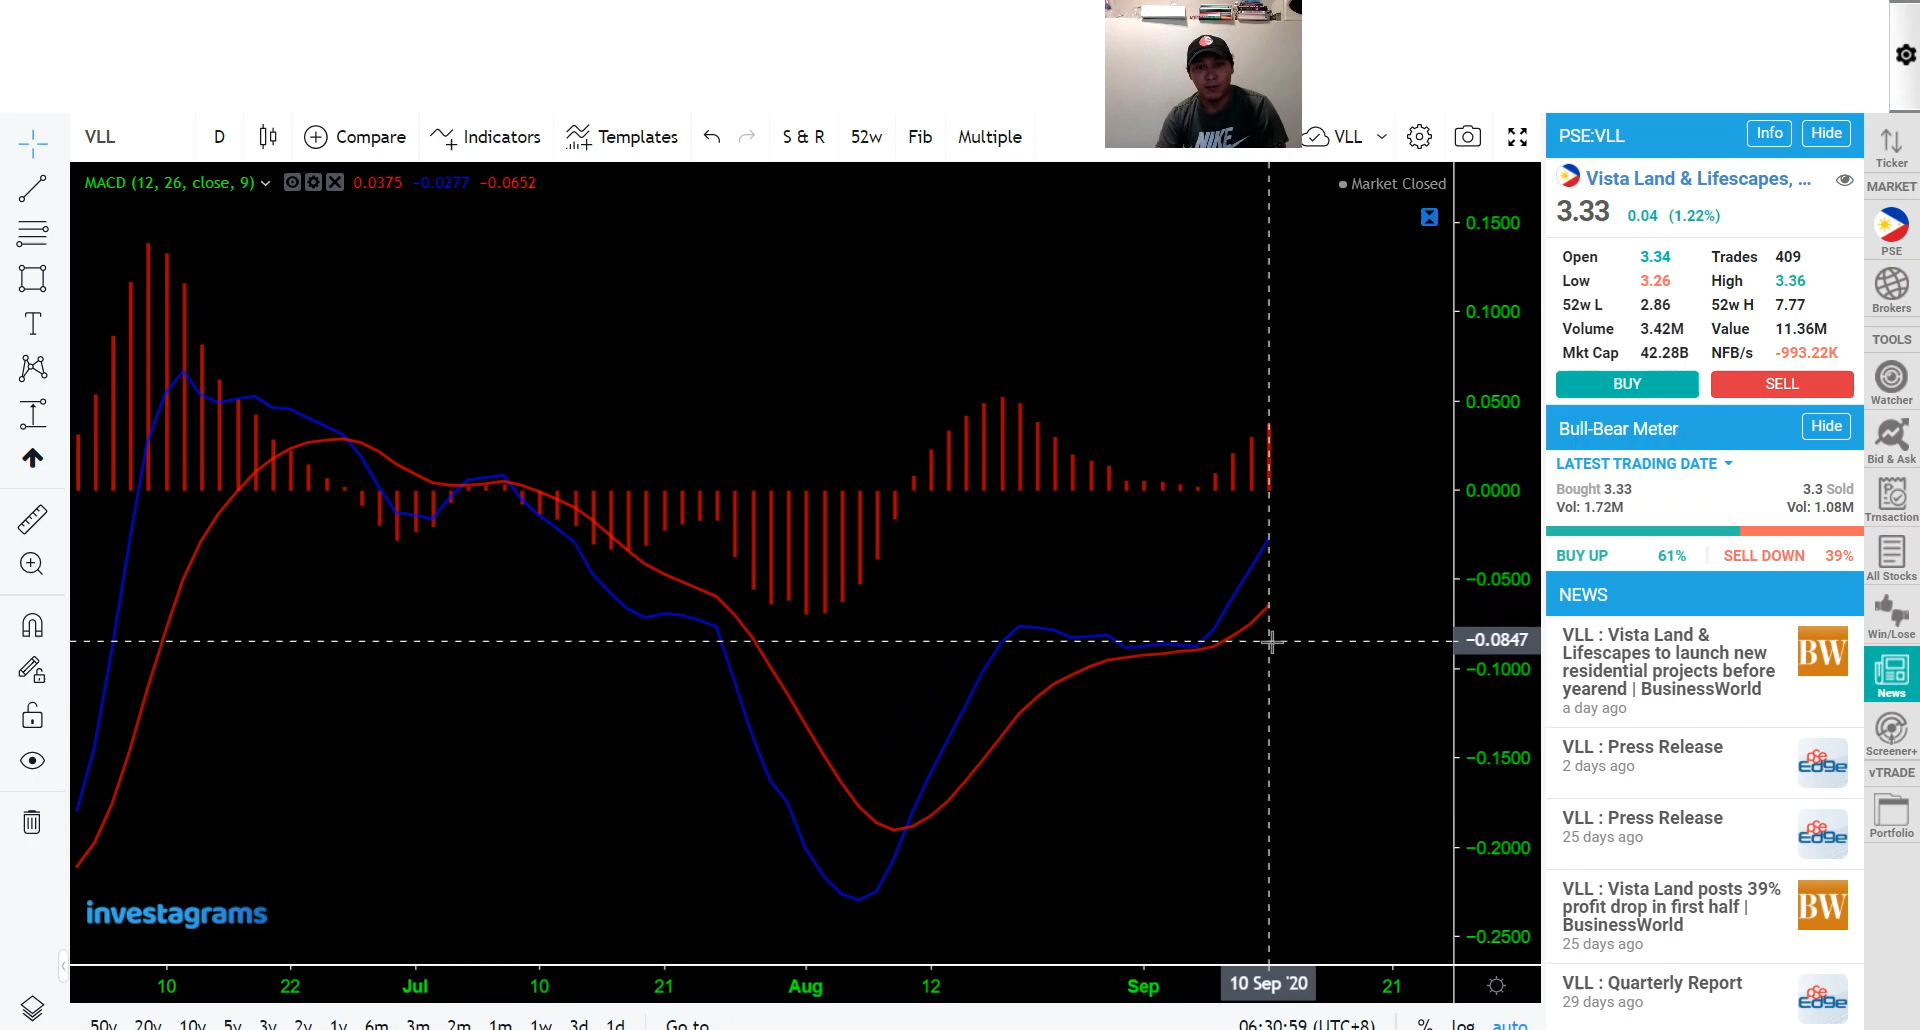 VLL D Compare Indicators Templates S & R 52w Fib Multiple VLL
MACD (12, 26, close, 9) 0.0375 −0.0277 −0.0652
Market Closed
0.1500
0.1000
0.0500
0.0000
−0.0500
−0.0847
−0.1000
−0.1500
−0.2000
−0.2500
NIKE
investagrams
10 22 Jul 10 21 Aug 12 Sep 10 Sep '20 21
50y 20y 10y 5y 3y 2y 1y 6m 3m 2m 1m 1w 3d 1d Go to...
06:30:59 (UTC+8) % log auto
PSE:VLL Info Hide
Vista Land & Lifescapes, ...
3.33 0.04 (1.22%)
Open 3.34 Trades 409
Low 3.26 High 3.36
52w L 2.86 52w H 7.77
Volume 3.42M Value 11.36M
Mkt Cap 42.28B NFB/s -993.22K
BUY SELL
Bull-Bear Meter Hide
LATEST TRADING DATE
Bought 3.33 3.3 Sold
Vol: 1.72M Vol: 1.08M
BUY UP 61% SELL DOWN 39%
NEWS
VLL : Vista Land &
Lifescapes to launch new
residential projects before
yearend | BusinessWorld
a day ago
BW
VLL : Press Release
2 days ago
PSE Edge
VLL : Press Release
25 days ago
PSE Edge
VLL : Vista Land posts 39%
profit drop in first half |
BusinessWorld
25 days ago
BW
VLL : Quarterly Report
29 days ago
PSE Edge
Ticker
MARKET
PSE
Brokers
TOOLS
Watcher
Bid & Ask
Trnsaction
All Stocks
Win/Lose
News
Screener+
vTRADE
Portfolio